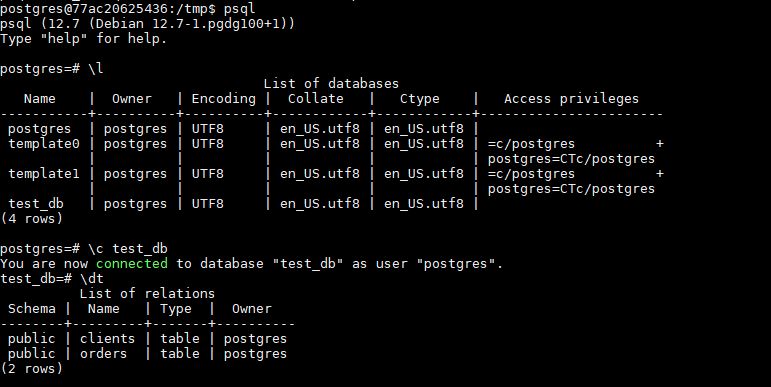 postgres@77ac20625436:/tmp$ psql
psql (12.7 (Debian 12.7-1.pgdg100+1))
Type "help" for help.

postgres=# \l
                                 List of databases
   Name    |  Owner   | Encoding |  Collate   |   Ctype    |   Access privileges
-----------+----------+----------+------------+------------+-----------------------
 postgres  | postgres | UTF8     | en_US.utf8 | en_US.utf8 |
 template0 | postgres | UTF8     | en_US.utf8 | en_US.utf8 | =c/postgres          +
           |          |          |            |            | postgres=CTc/postgres
 template1 | postgres | UTF8     | en_US.utf8 | en_US.utf8 | =c/postgres          +
           |          |          |            |            | postgres=CTc/postgres
 test_db   | postgres | UTF8     | en_US.utf8 | en_US.utf8 |
(4 rows)

postgres=# \c test_db
You are now connected to database "test_db" as user "postgres".
test_db=# \dt
          List of relations
 Schema |  Name   | Type  |  Owner
--------+---------+-------+----------
 public | clients | table | postgres
 public | orders  | table | postgres
(2 rows)